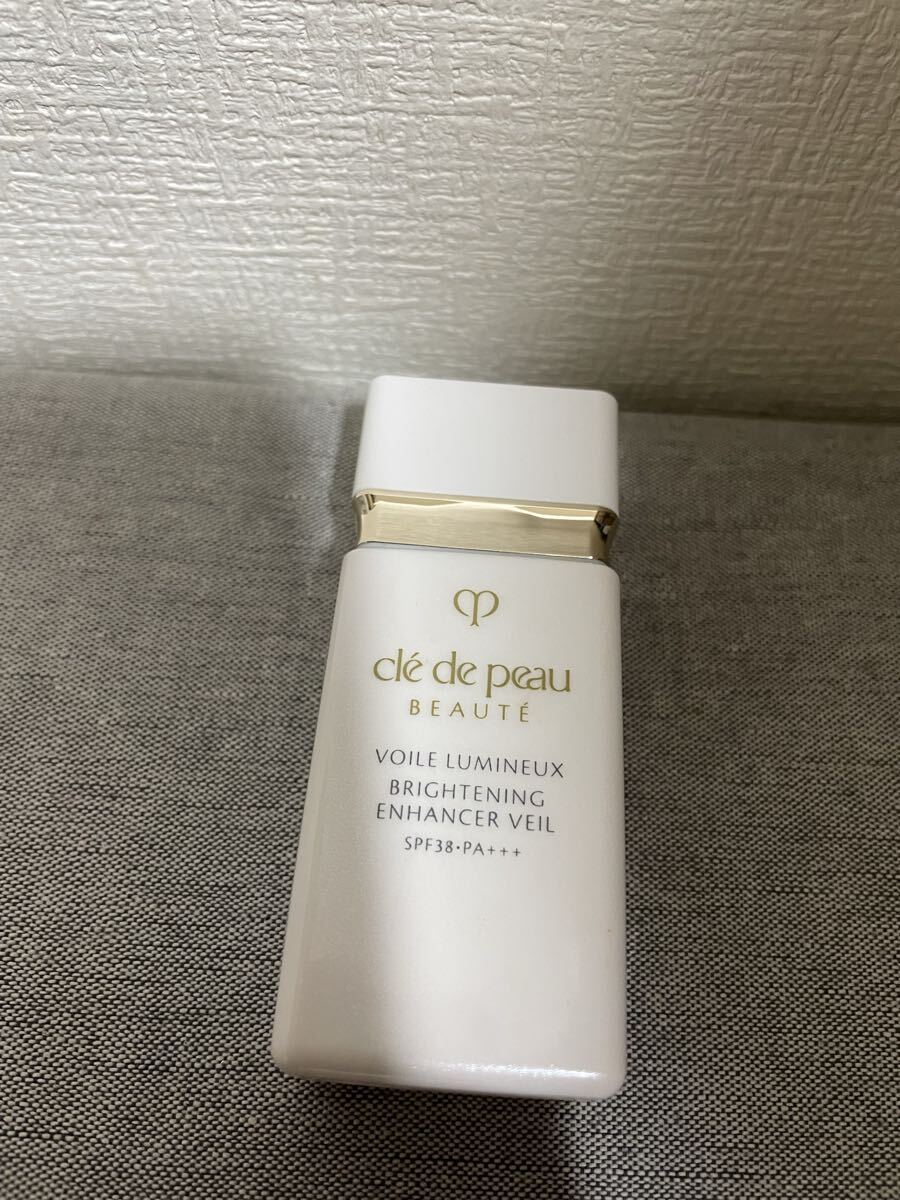 clé de peau
BEAUTÉ
VOILE LUMINEUX
BRIGHTENING
ENHANCER VEIL
SPF38·PA+++